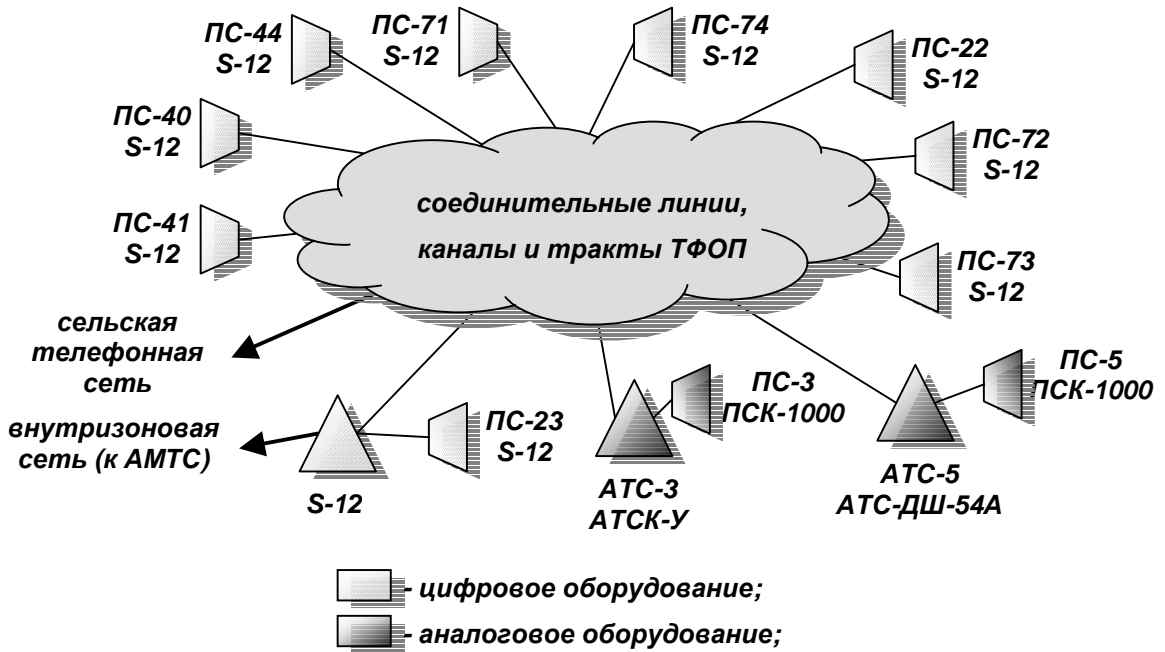 ПС-44
S-12
ПС-71
S-12
ПС-74
S-12
ПС-22
S-12
ПС-40
S-12
ПС-72
S-12
соединительные линии,
каналы и тракты ТФОП
ПС-41
S-12
ПС-73
S-12
сельская
телефонная
сеть
внутризоновая
сеть (к АМТС)
S-12
ПС-23
S-12
ПС-3
ПСК-1000
АТС-3
АТСК-У
ПС-5
ПСК-1000
АТС-5
АТС-ДШ-54А
- цифровое оборудование;
- аналоговое оборудование;